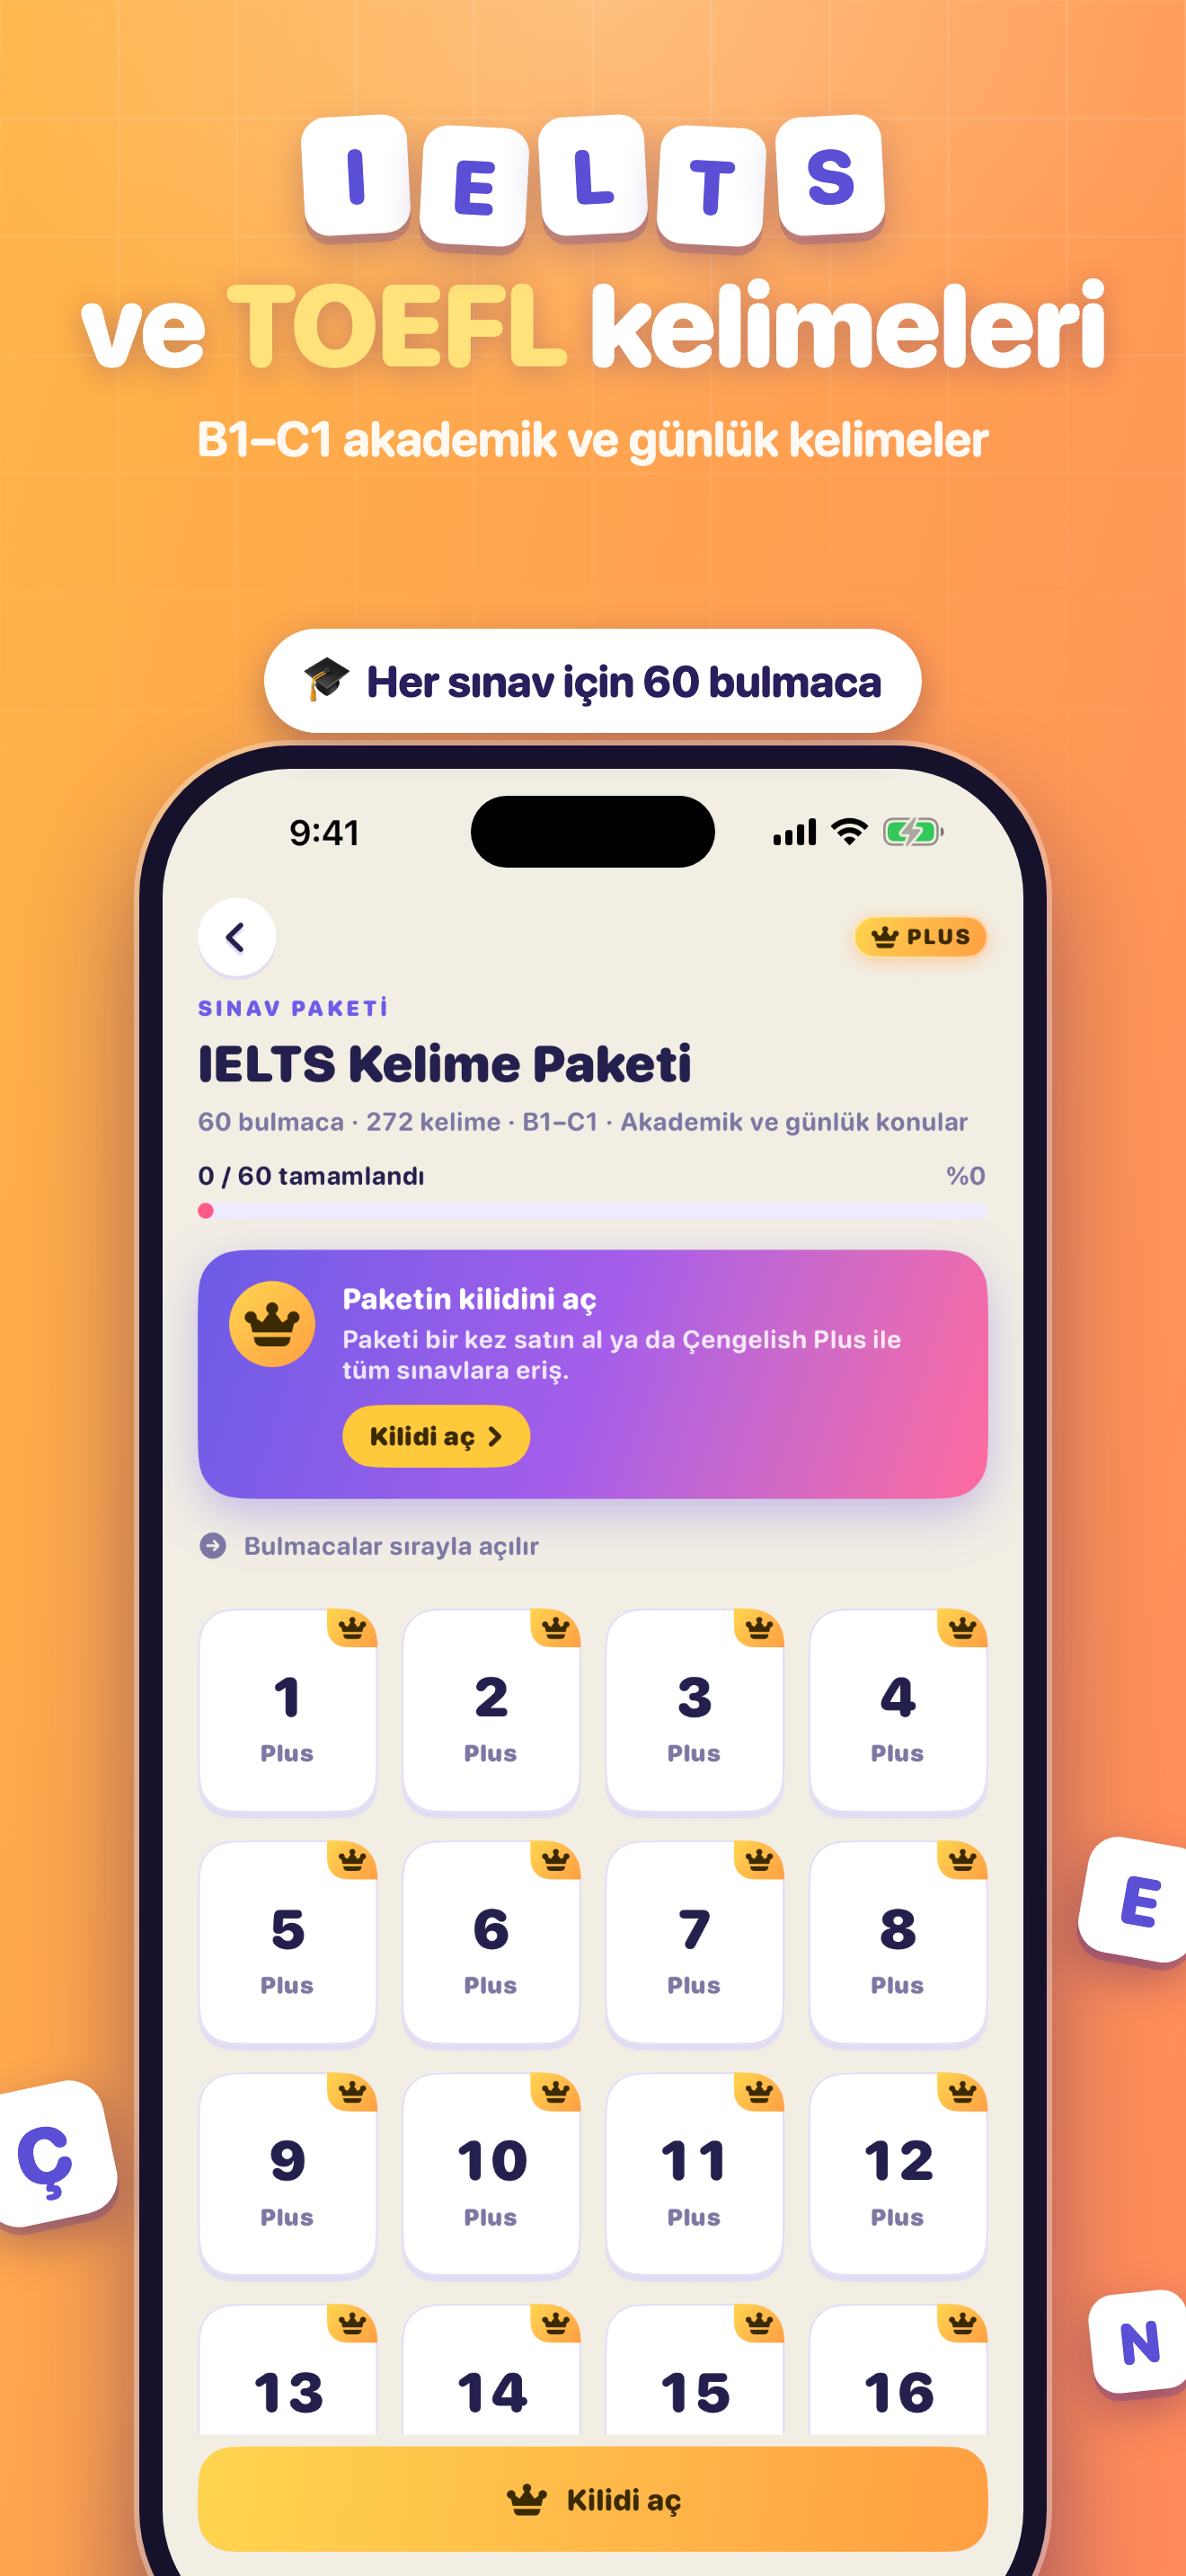 IELTS
ve TOEFL kelimeleri
B1–C1 akademik ve günlük kelimeler
Her sınav için 60 bulmaca
9:41
PLUS
SINAV PAKETİ
IELTS Kelime Paketi
60 bulmaca · 272 kelime · B1–C1 · Akademik ve günlük konular
0 / 60 tamamlandı %0
Paketin kilidini aç
Paketi bir kez satın al ya da Çengelish Plus ile
tüm sınavlara eriş.
Kilidi aç
Bulmacalar sırayla açılır
1 2 3 4
Plus Plus Plus Plus
5 6 7 8
Plus Plus Plus Plus
E
9 10 11 12
Plus Plus Plus Plus
Ç
N
13 14 15 16
Kilidi aç